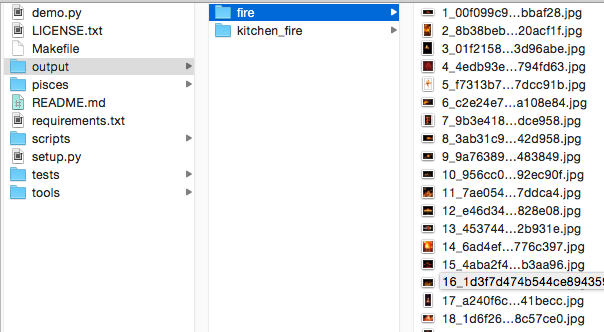 demo.py
LICENSE.txt
Makefile
output
pisces
README.md
requirements.txt
scripts
setup.py
tests
tools
fire
kitchen_fire
1_00f099c9...bbaf28.jpg
2_8b38beb...20acf1f.jpg
3_01f2158...3d96abe.jpg
4_4edb93e...794fd63.jpg
5_f7313b7...7dcc91b.jpg
6_c2e24e7...a108e84.jpg
7_9b3e418...dce958.jpg
8_3ab31c9...42d958.jpg
9_9a76389...483849.jpg
10_956cc0...92ec90f.jpg
11_7ae054...7ddca4.jpg
12_e46d34...828e08.jpg
13_453744...2b931e.jpg
14_6ad4ef...776c397.jpg
15_4aba2f4...b3aa96.jpg
16_1d3f7d474b544ce894359
17_a240f6c...41becc.jpg
18_1d6f26...8c57ce0.jpg